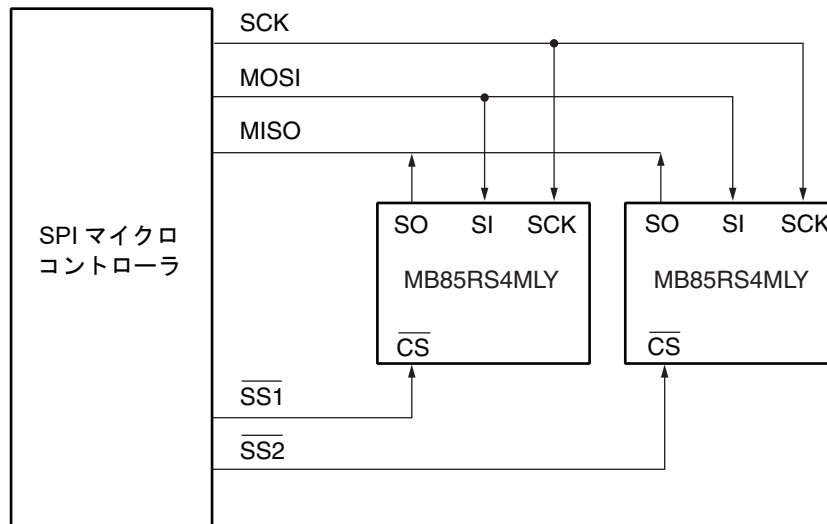 SCK
MOSI
MISO
SO SI SCK
SO SI SCK
SPI マイクロ
コントローラ
MB85RS4MLY
MB85RS4MLY
CS
CS
SS1
SS2